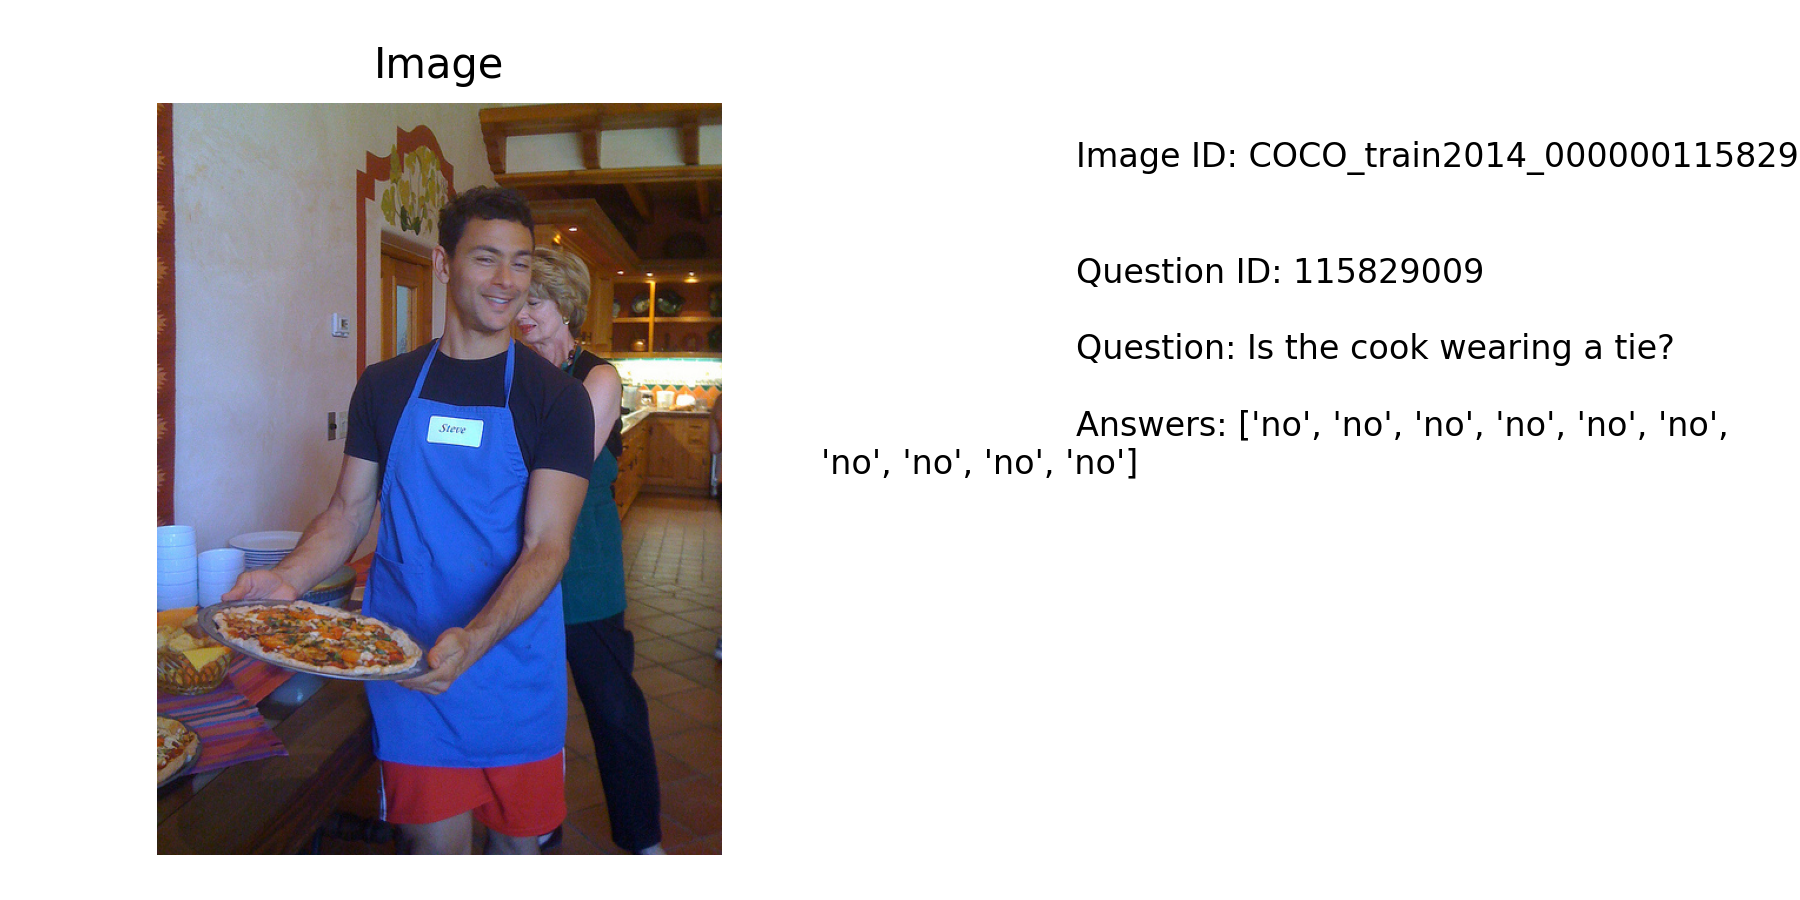 Image
Image ID: COCO_train2014_000000115829
Question ID: 115829009
Question: Is the cook wearing a tie?
Answers: ['no', 'no', 'no', 'no', 'no', 'no',
'no', 'no', 'no', 'no']
Steve